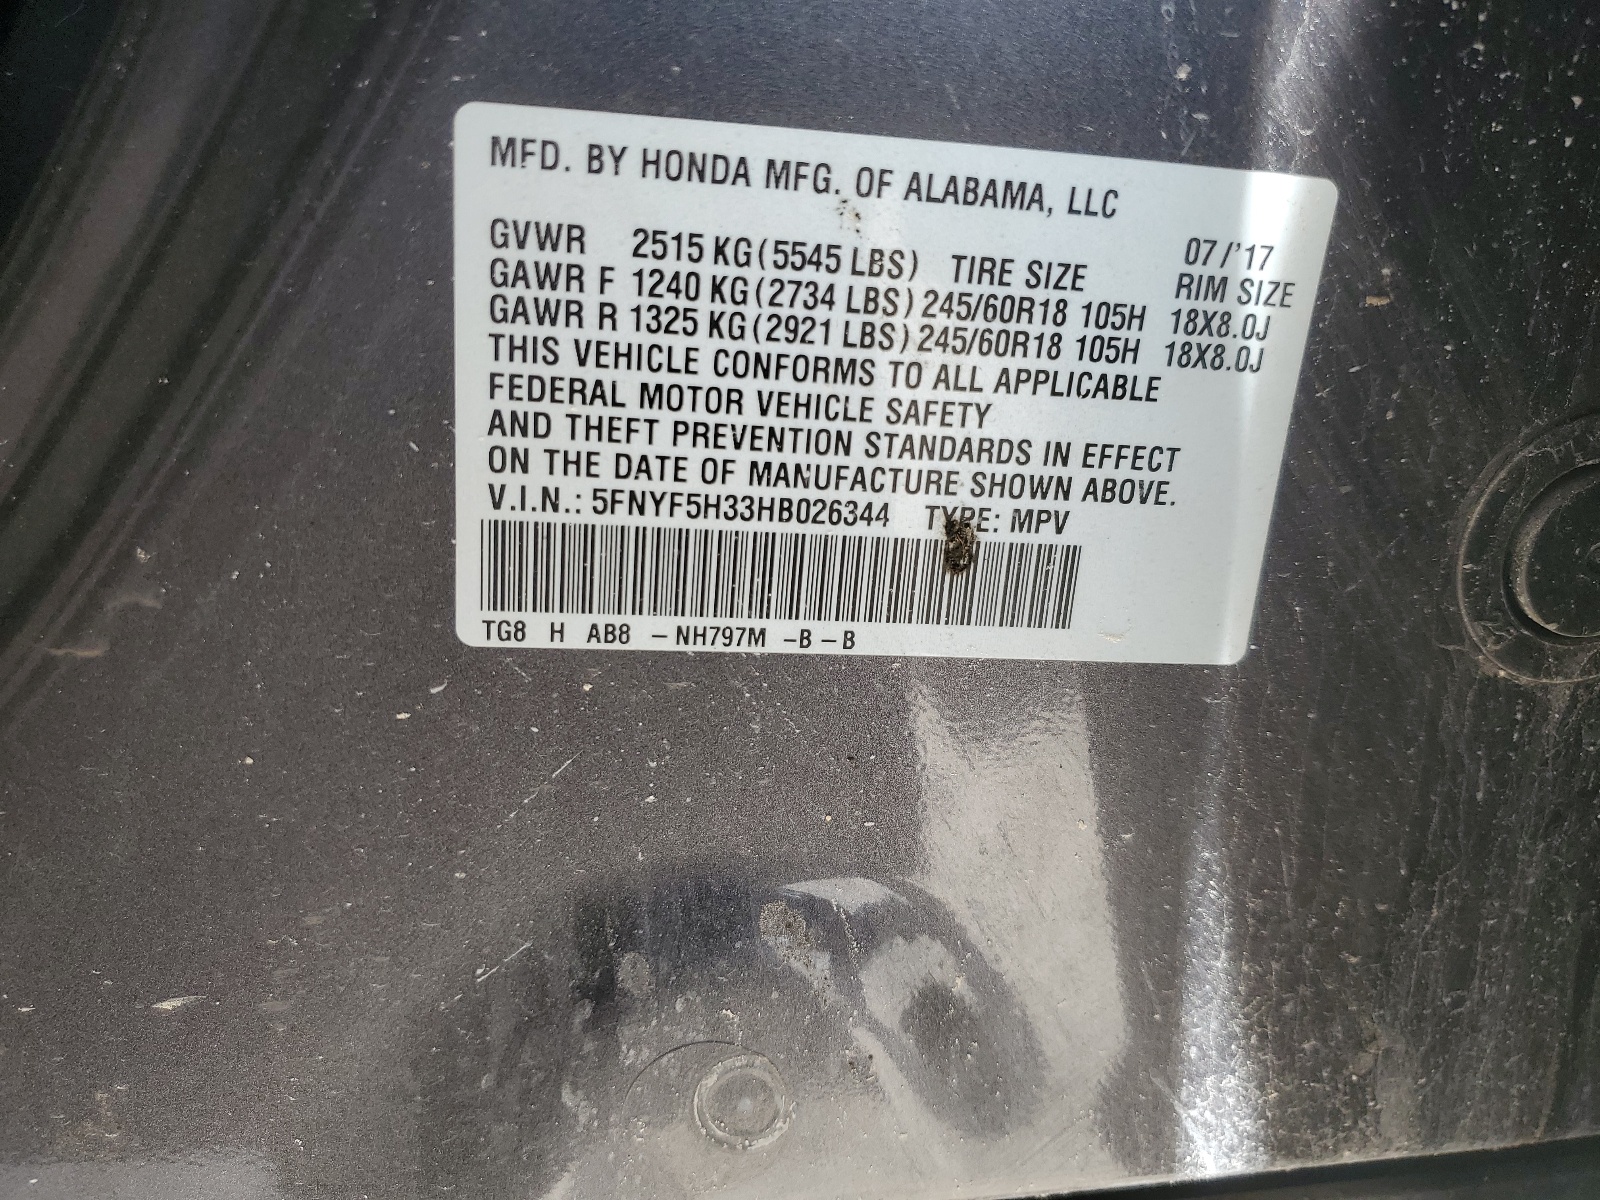 MFD. BY HONDA MFG. OF ALABAMA, LLC
GVWR 2515 KG (5545 LBS) TIRE SIZE 07/'17 RIM SIZE
GAWR F 1240 KG (2734 LBS) 245/60R18 105H 18X8.0J
GAWR R 1325 KG (2921 LBS) 245/60R18 105H 18X8.0J
THIS VEHICLE CONFORMS TO ALL APPLICABLE
FEDERAL MOTOR VEHICLE SAFETY
AND THEFT PREVENTION STANDARDS IN EFFECT
ON THE DATE OF MANUFACTURE SHOWN ABOVE.
V.I.N.: 5FNYF5H33HB026344 TYPE: MPV
TG8 H AB8 -NH797M -B-B